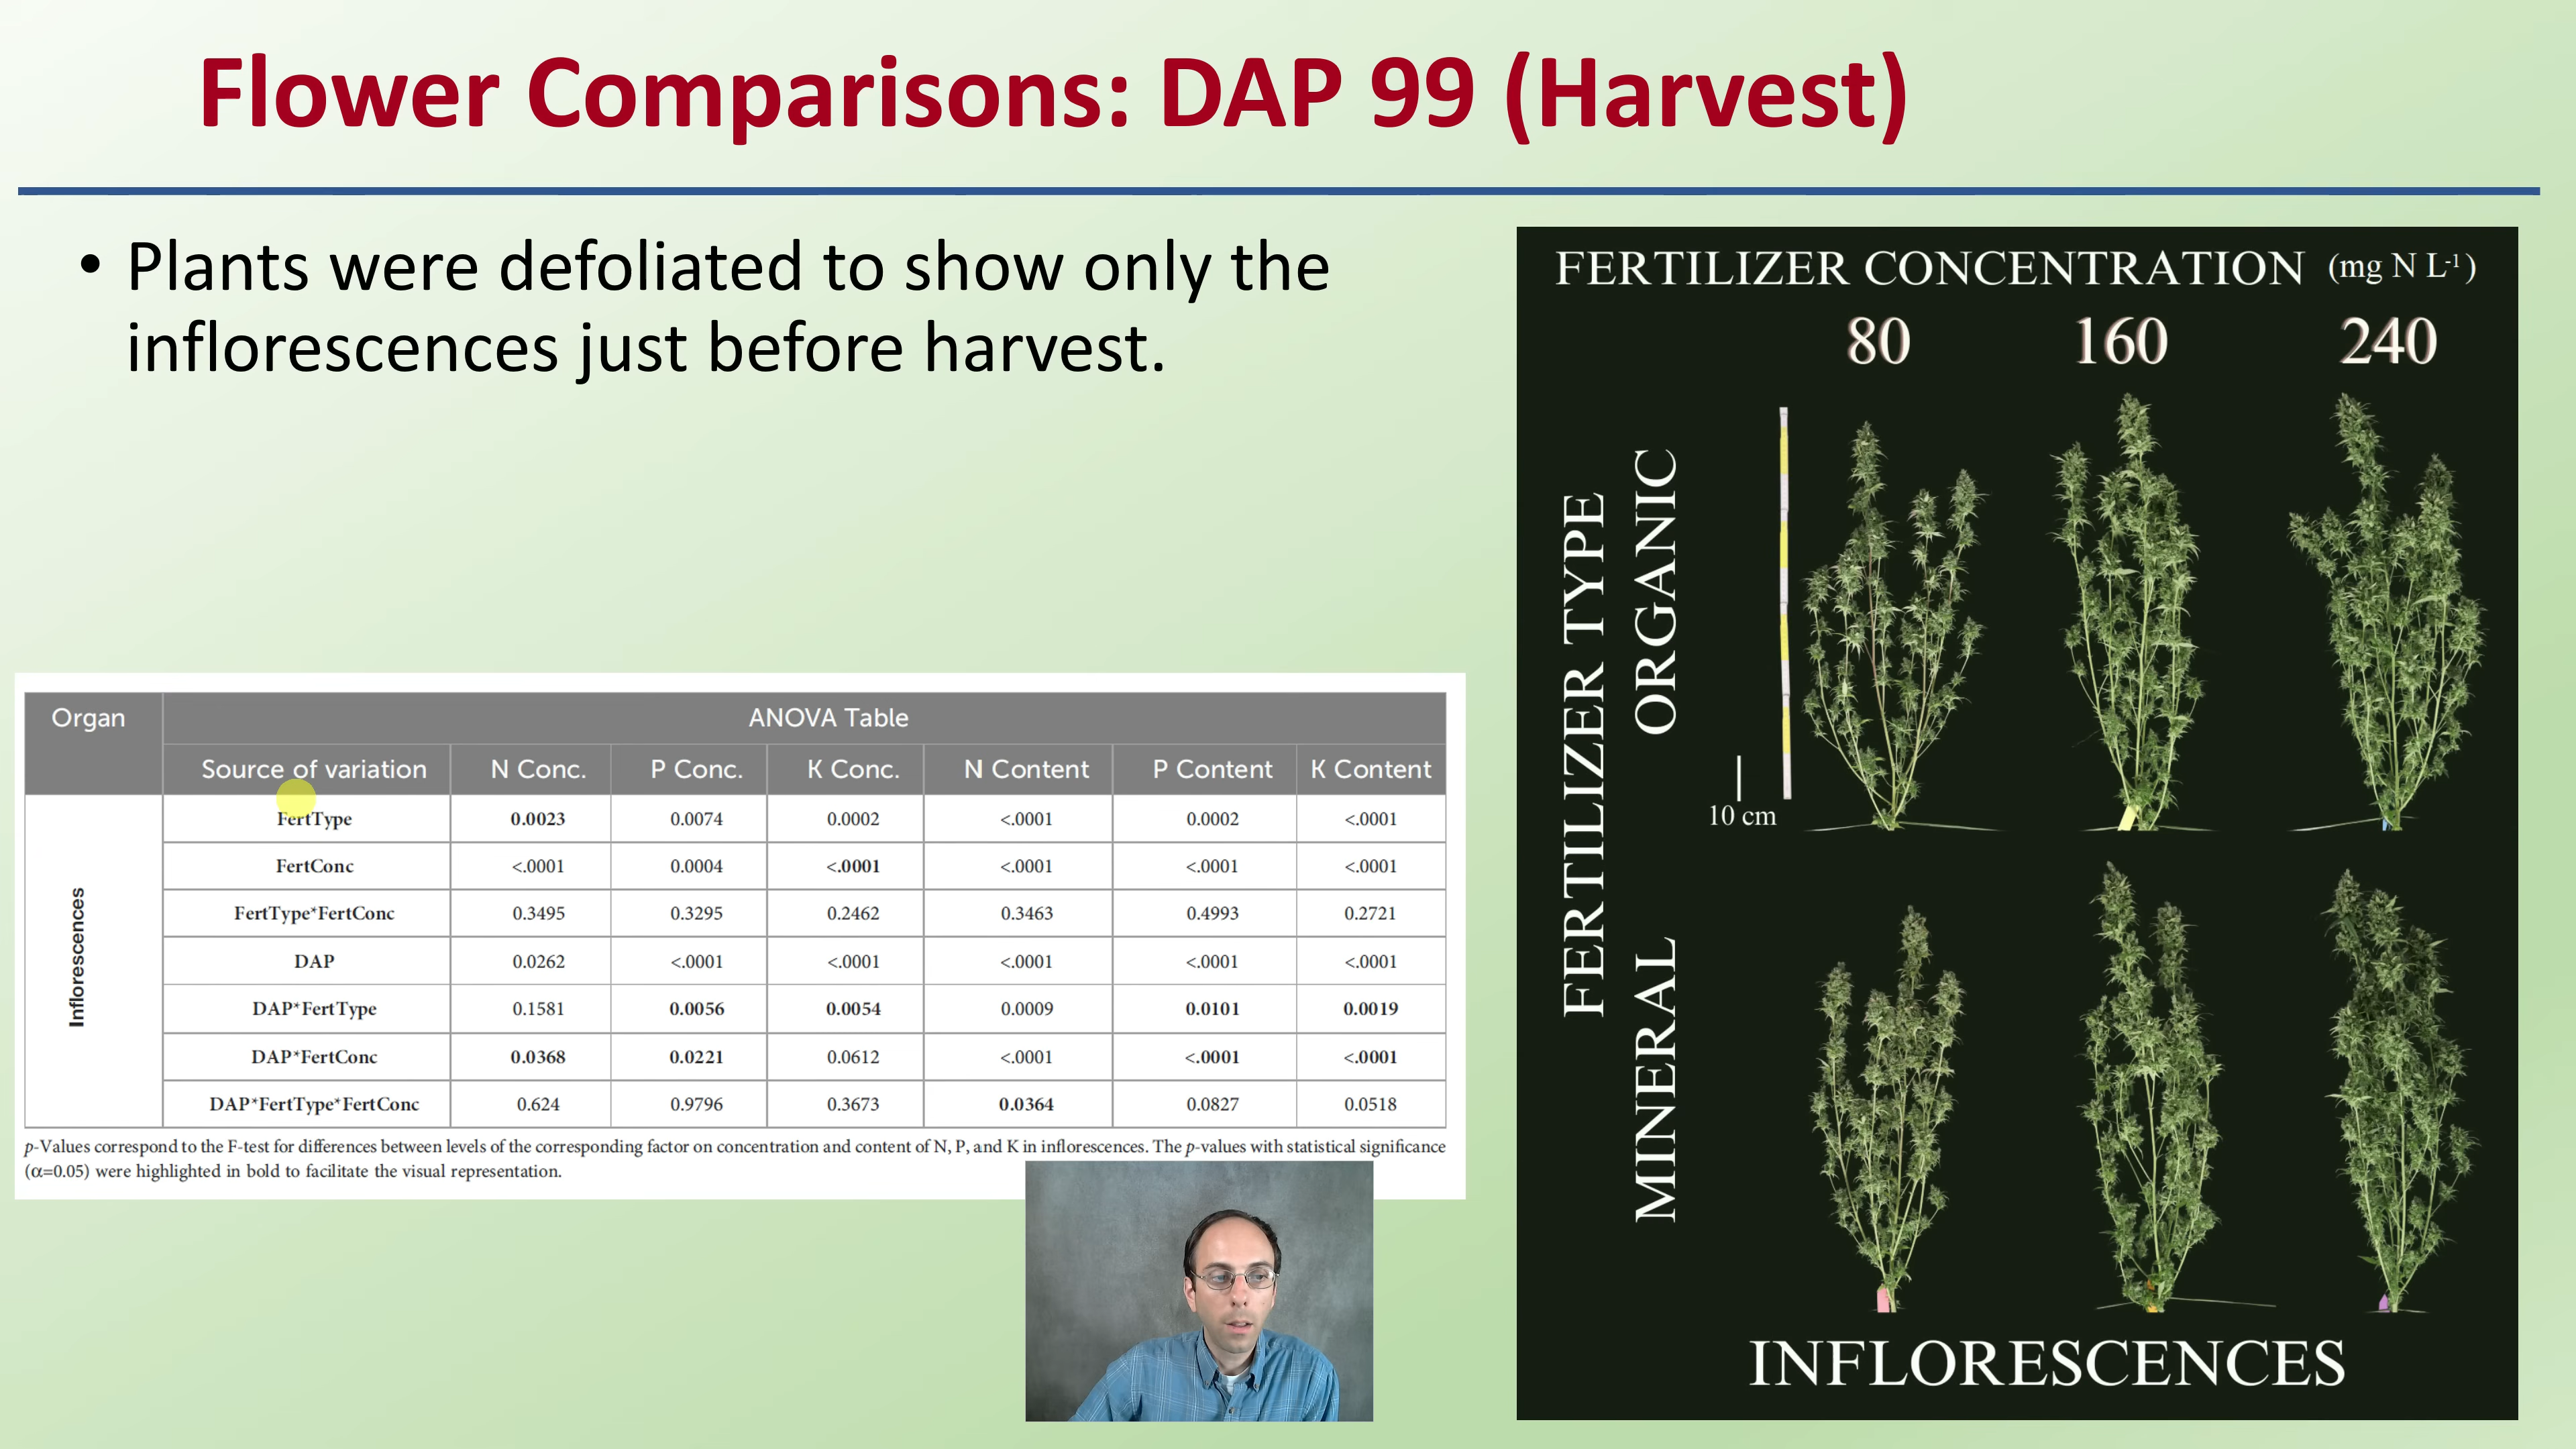 Flower Comparisons: DAP 99 (Harvest)
• Plants were defoliated to show only the
inflorescences just before harvest.
Organ ANOVA Table
Source of variation N Conc. P Conc. K Conc. N Content P Content K Content
Inflorescences
FertType 0.0023 0.0074 0.0002 <.0001 0.0002 <.0001
FertConc <.0001 0.0004 <.0001 <.0001 <.0001 <.0001
FertType*FertConc 0.3495 0.3295 0.2462 0.3463 0.4993 0.2721
DAP 0.0262 <.0001 <.0001 <.0001 <.0001 <.0001
DAP*FertType 0.1581 0.0056 0.0054 0.0009 0.0101 0.0019
DAP*FertConc 0.0368 0.0221 0.0612 <.0001 <.0001 <.0001
DAP*FertType*FertConc 0.624 0.9796 0.3673 0.0364 0.0827 0.0518
p-Values correspond to the F-test for differences between levels of the corresponding factor on concentration and content of N, P, and K in inflorescences. The p-values with statistical significance
(α=0.05) were highlighted in bold to facilitate the visual representation.
FERTILIZER CONCENTRATION (mg N L-1)
80 160 240
FERTILIZER TYPE
ORGANIC
10 cm
MINERAL
INFLORESCENCES